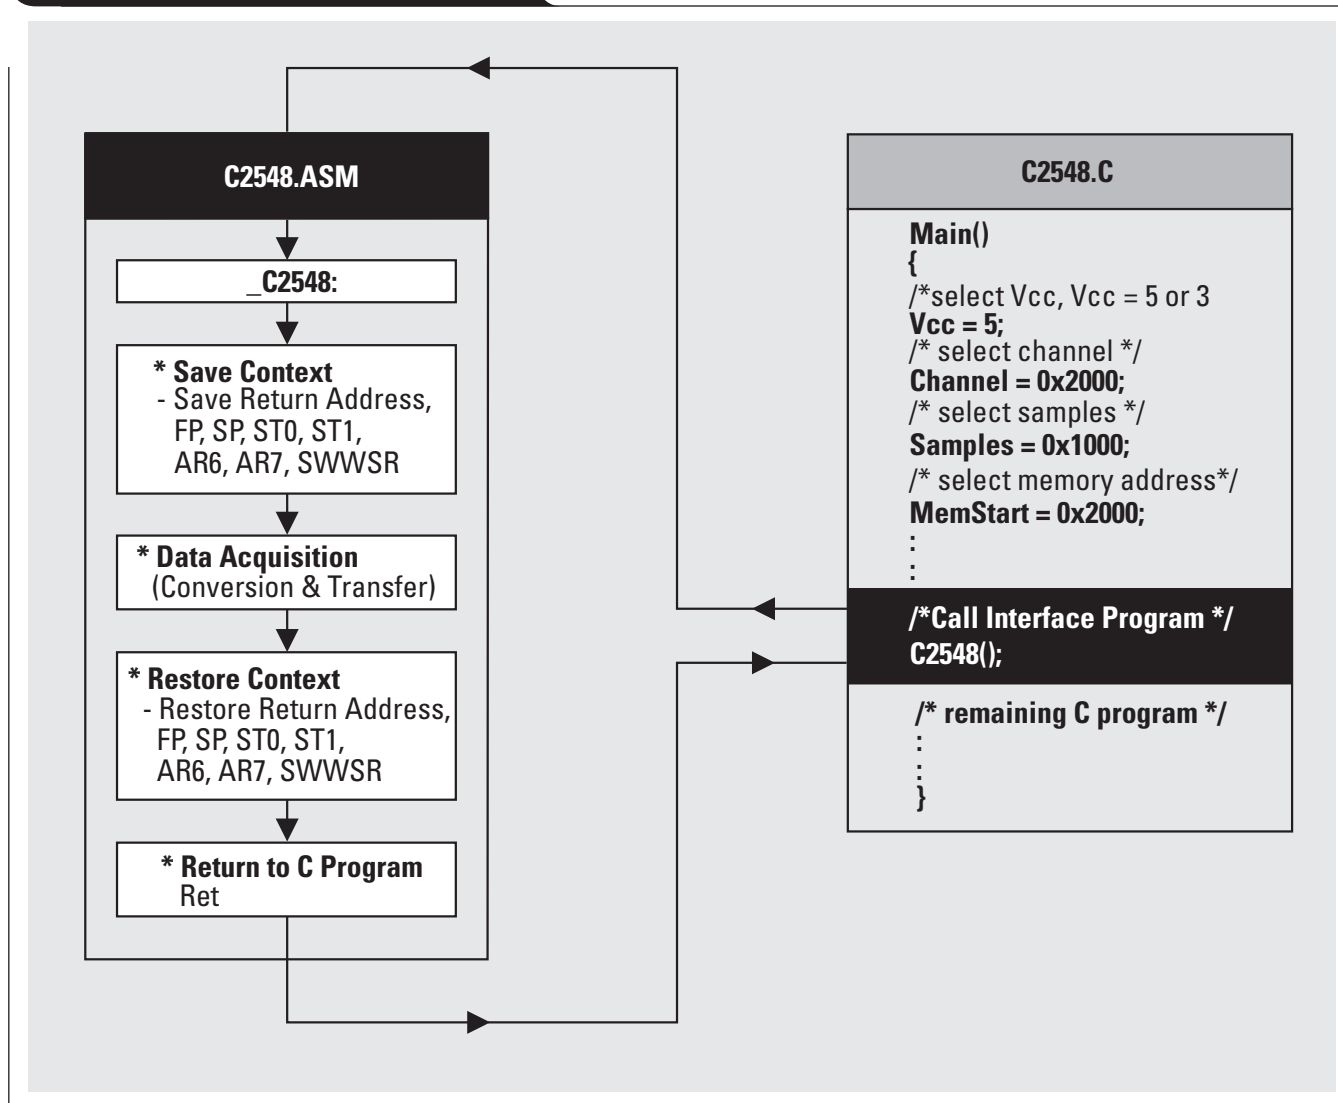 C2548.ASM
_C2548:
* Save Context
- Save Return Address,
FP, SP, ST0, ST1,
AR6, AR7, SWWSR
* Data Acquisition
(Conversion & Transfer)
* Restore Context
- Restore Return Address,
FP, SP, ST0, ST1,
AR6, AR7, SWWSR
* Return to C Program
Ret
C2548.C
Main()
{
/*select Vcc, Vcc = 5 or 3
Vcc = 5;
/* select channel */
Channel = 0x2000;
/* select samples */
Samples = 0x1000;
/* select memory address*/
MemStart = 0x2000;
:
:
/*Call Interface Program */
C2548();
/* remaining C program */
:
:
}